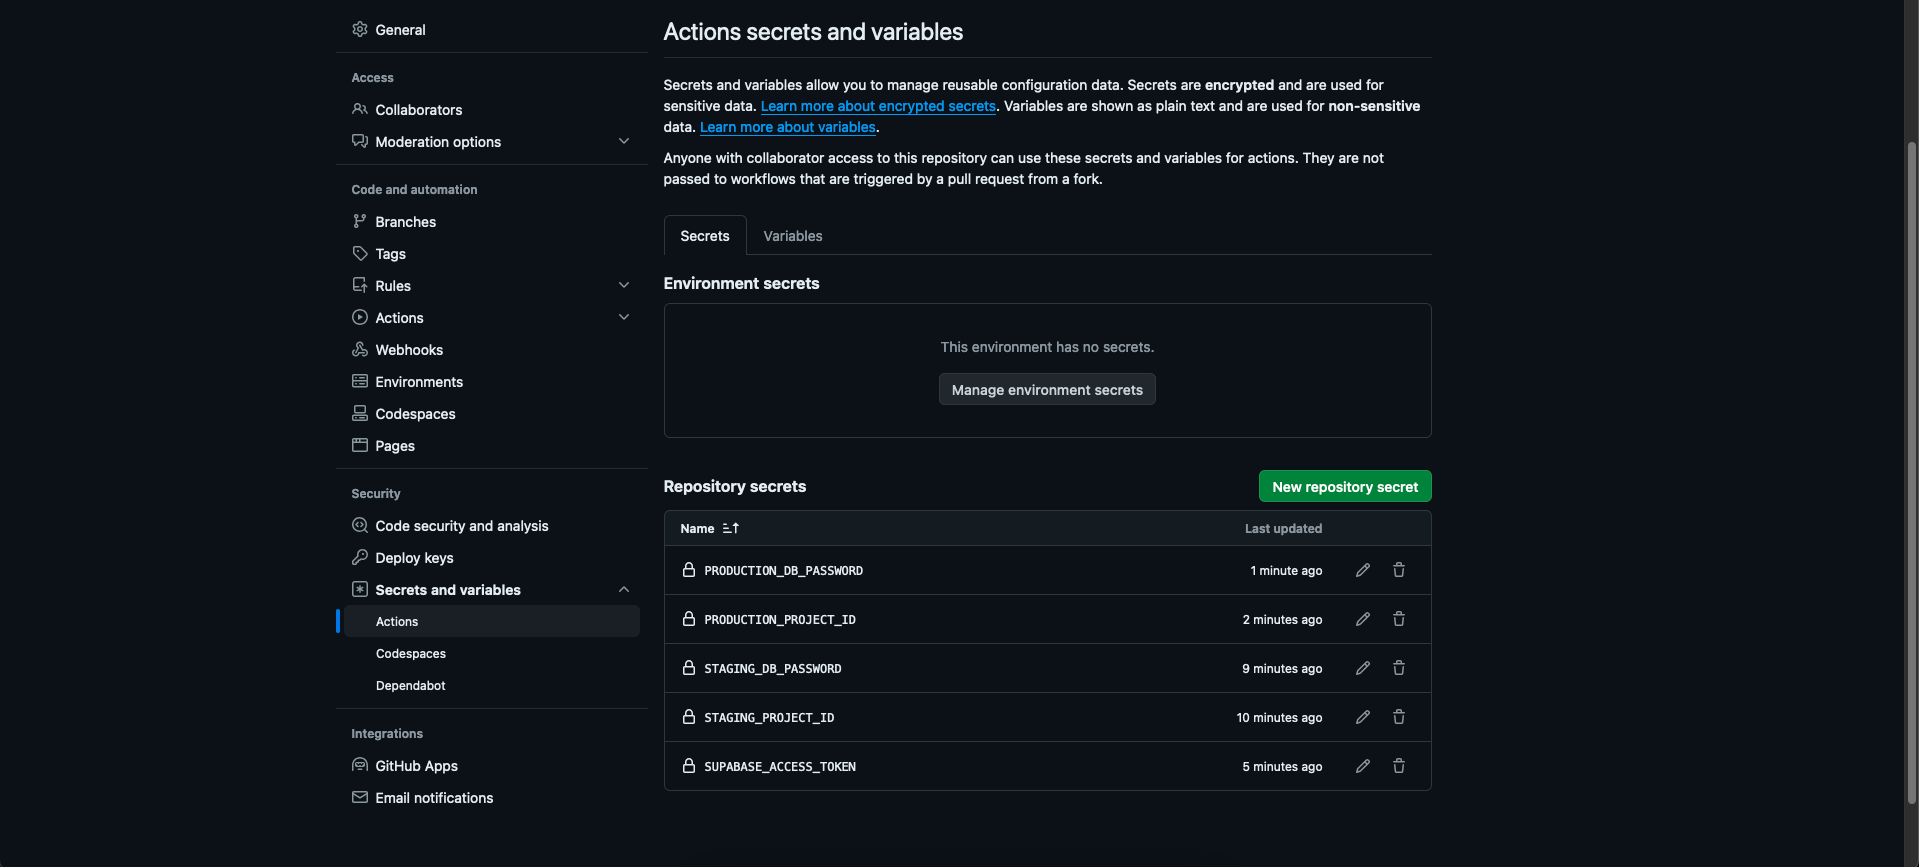 General
Access
Collaborators
Moderation options
Code and automation
Branches
Tags
Rules
Actions
Webhooks
Environments
Codespaces
Pages
Security
Code security and analysis
Deploy keys
Secrets and variables
Actions
Codespaces
Dependabot
Integrations
GitHub Apps
Email notifications
Actions secrets and variables
Secrets and variables allow you to manage reusable configuration data. Secrets are encrypted and are used for
sensitive data. Learn more about encrypted secrets. Variables are shown as plain text and are used for non-sensitive
data. Learn more about variables.
Anyone with collaborator access to this repository can use these secrets and variables for actions. They are not
passed to workflows that are triggered by a pull request from a fork.
Secrets Variables
Environment secrets
This environment has no secrets.
Manage environment secrets
Repository secrets New repository secret
Name Last updated
PRODUCTION_DB_PASSWORD 1 minute ago
PRODUCTION_PROJECT_ID 2 minutes ago
STAGING_DB_PASSWORD 9 minutes ago
STAGING_PROJECT_ID 10 minutes ago
SUPABASE_ACCESS_TOKEN 5 minutes ago